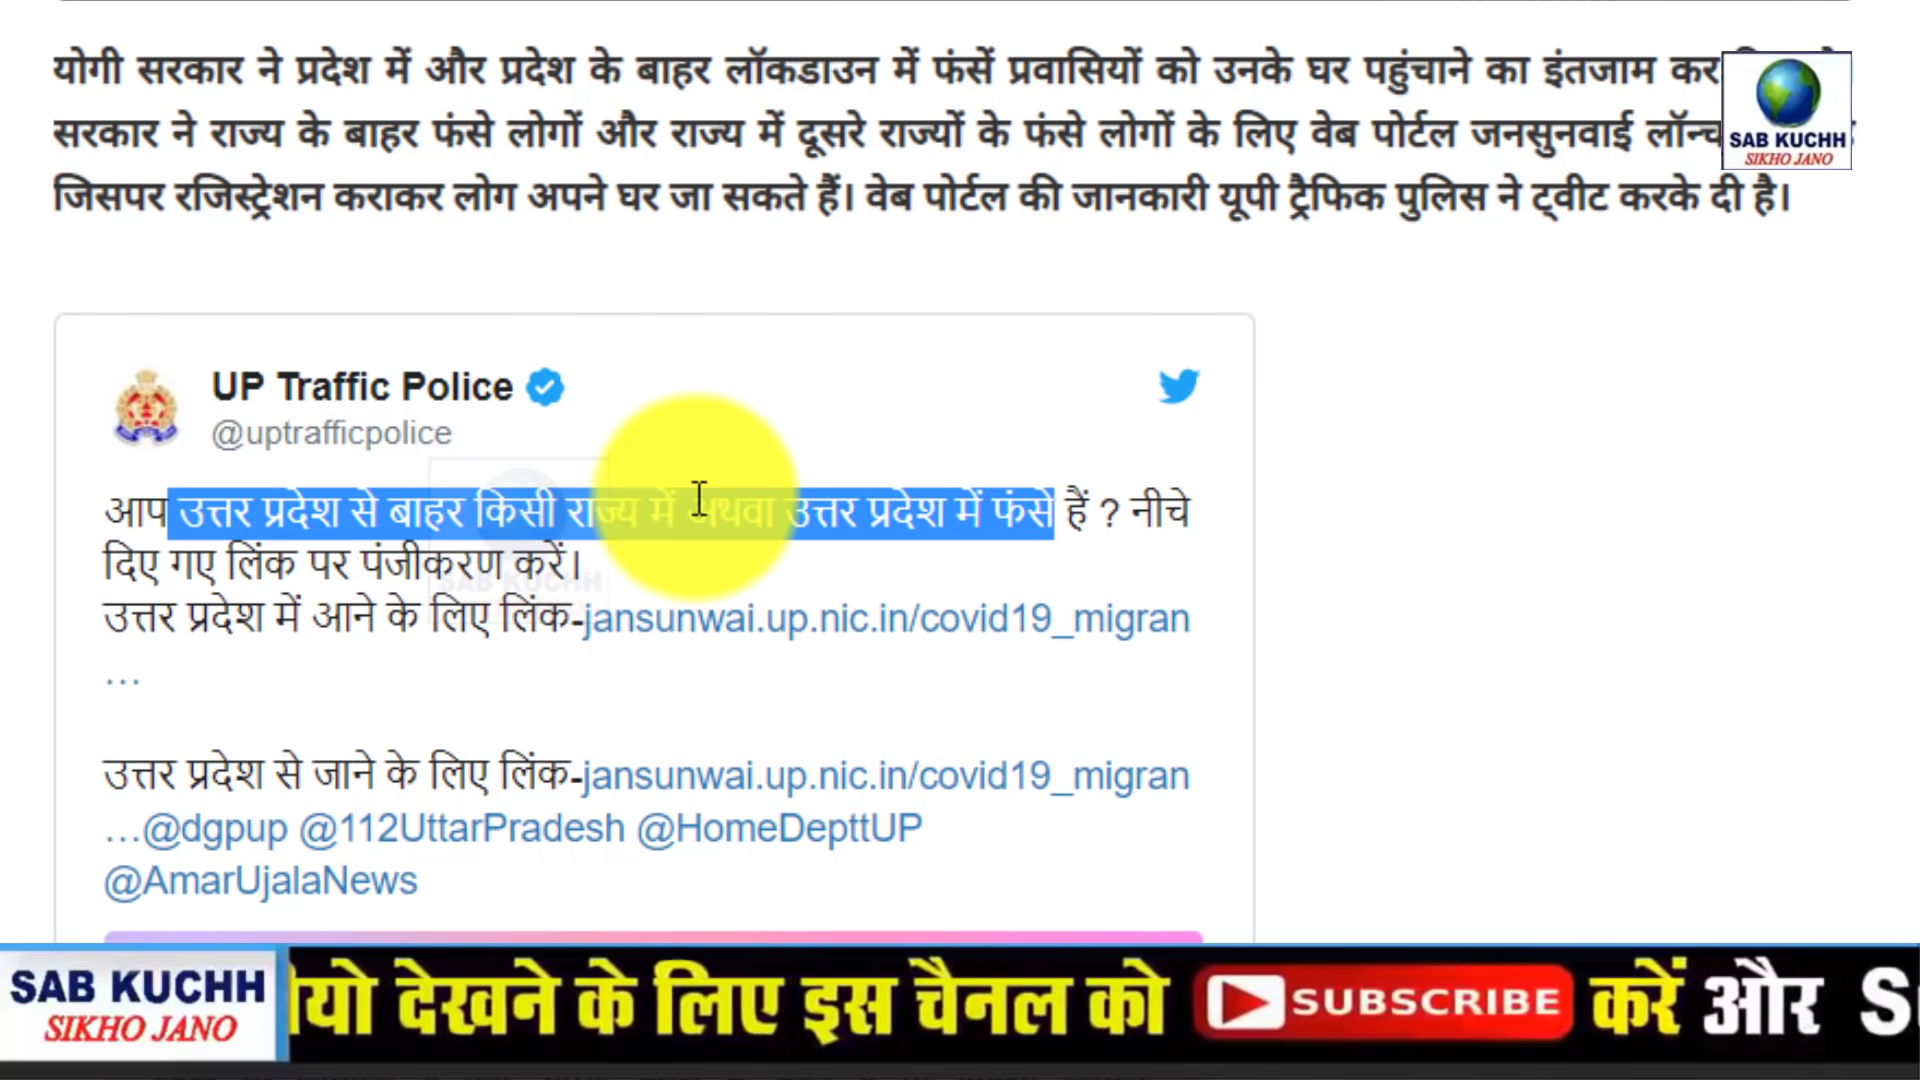 योगी सरकार ने प्रदेश में और प्रदेश के बाहर लॉकडाउन में फंसें प्रवासियों को उनके घर पहुंचाने का इंतजाम कर
सरकार ने राज्य के बाहर फंसे लोगों और राज्य में दूसरे राज्यों के फंसे लोगों के लिए वेब पोर्टल जनसुनवाई
जिसपर रजिस्ट्रेशन कराकर लोग अपने घर जा सकते हैं। वेब पोर्टल की जानकारी यूपी ट्रैफिक पुलिस ने ट्वीट करके दी है।
SAB KUCHH
SIKHO JANO
UP Traffic Police
@uptrafficpolice
आप उत्तर प्रदेश से बाहर किसी राज्य में अथवा उत्तर प्रदेश में फंसे हैं ? नीचे
दिए गए लिंक पर पंजीकरण करें।
SAB KUCHH
उत्तर प्रदेश में आने के लिए लिंक-jansunwai.up.nic.in/covid19_migran
…
उत्तर प्रदेश से जाने के लिए लिंक-jansunwai.up.nic.in/covid19_migran
…@dgpup @112UttarPradesh @HomeDepttUP
@AmarUjalaNews
SAB KUCHH
SIKHO JANO
देखने के लिए इस चैनल को SUBSCRIBE करें और